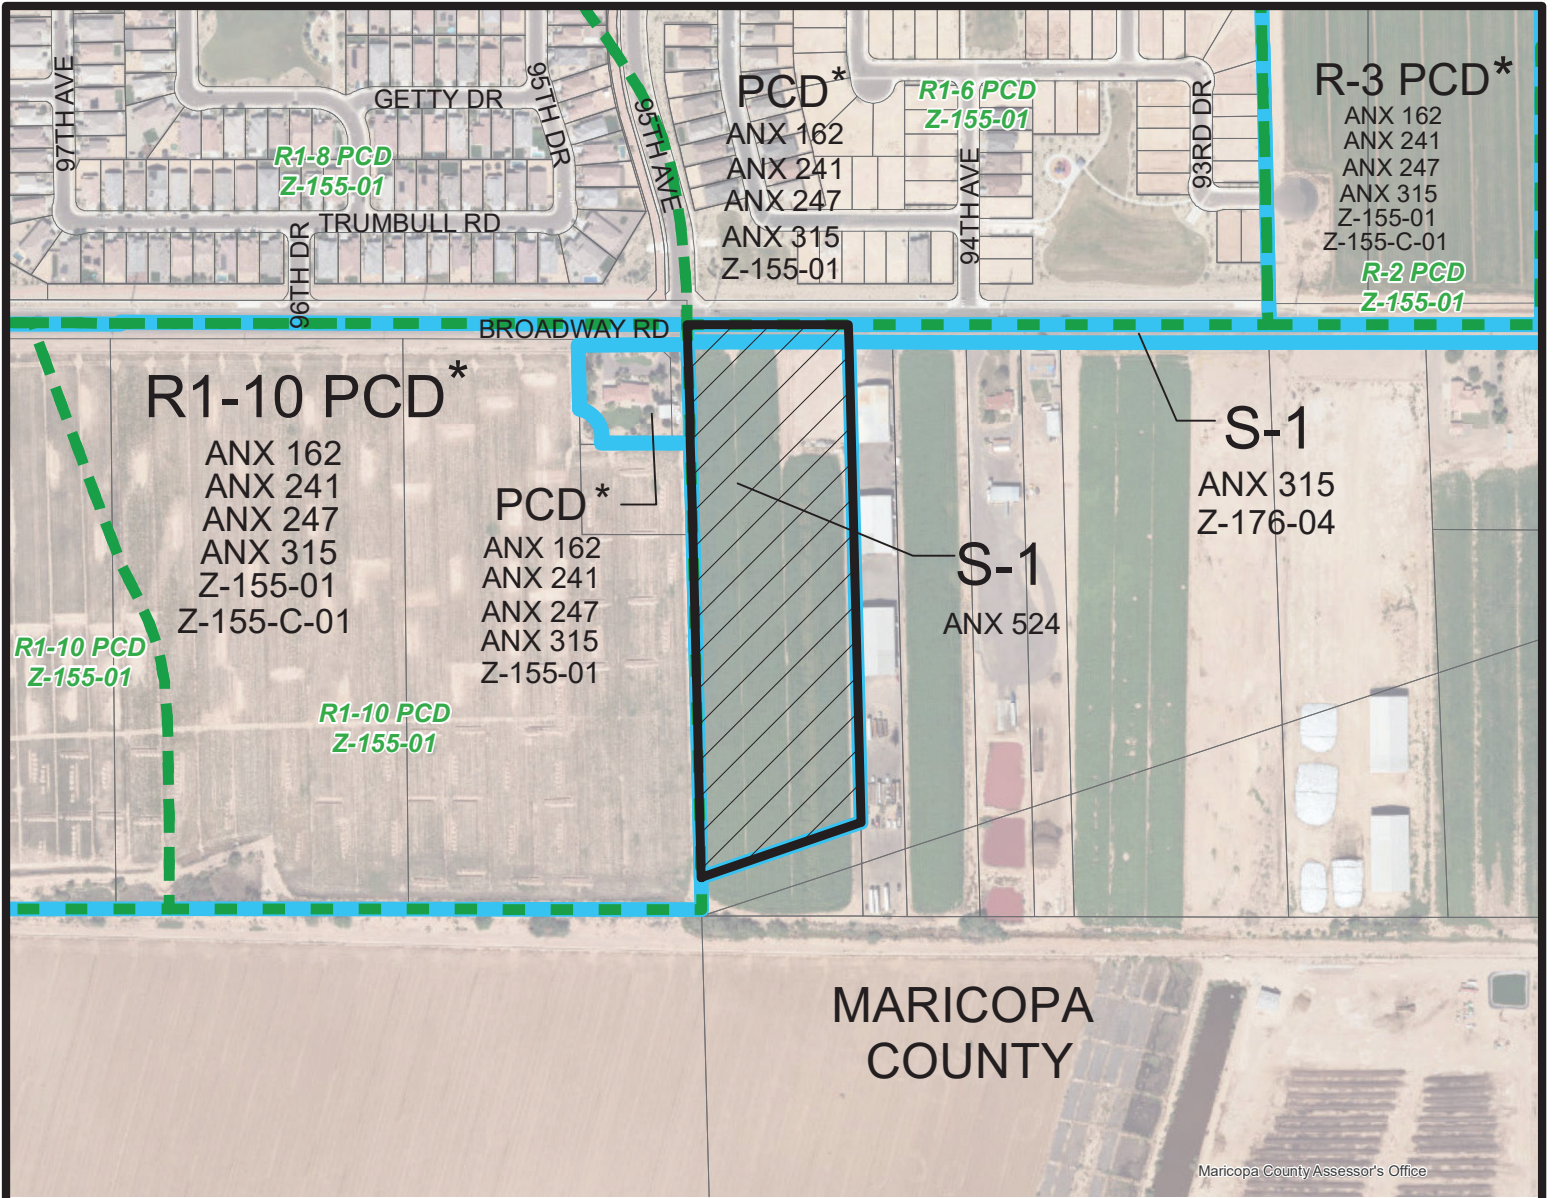 97TH AVE
GETTY DR
95TH DR
95TH AVE
R1-8 PCD
Z-155-01
TRUMBULL RD
96TH DR
PCD*
ANX 162
ANX 241
ANX 247
ANX 315
Z-155-01
R1-6 PCD
Z-155-01
94TH AVE
93RD DR
R-3 PCD*
ANX 162
ANX 241
ANX 247
ANX 315
Z-155-01
Z-155-C-01
R-2 PCD
Z-155-01
BROADWAY RD
R1-10 PCD*
ANX 162
ANX 241
ANX 247
ANX 315
Z-155-01
Z-155-C-01
R1-10 PCD
Z-155-01
R1-10 PCD
Z-155-01
PCD*
ANX 162
ANX 241
ANX 247
ANX 315
Z-155-01
S-1
ANX 524
S-1
ANX 315
Z-176-04
MARICOPA
COUNTY
Maricopa County Assessor's Office